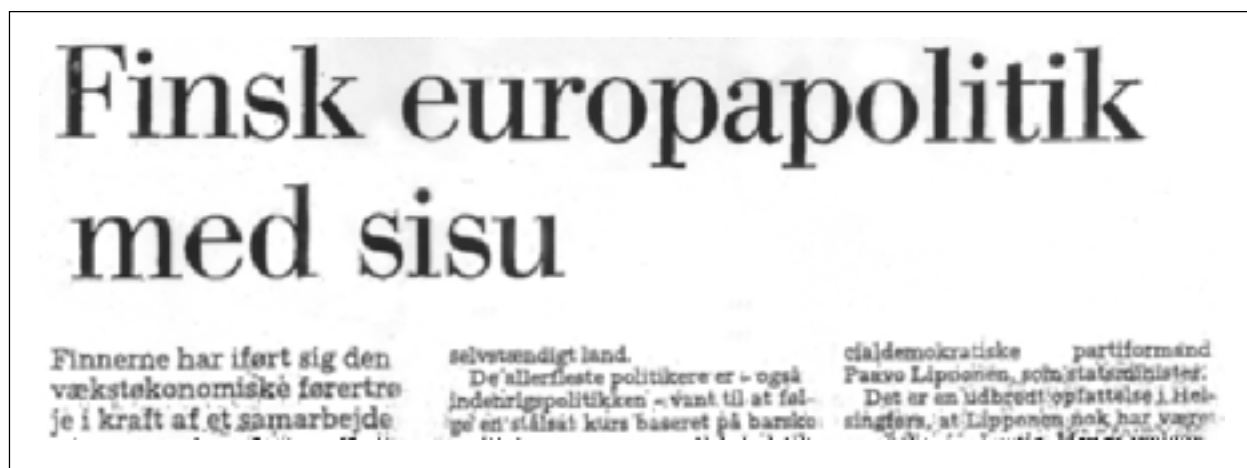 Finsk europapolitik
med sisu
Finnerne har iført sig den
vækstøkonomiske førertrø
je i kraft af et samarbejde
selvstændigt land.
De allerfleste politikere er – også
indenrigspolitikken – vant til at føl-
ge en stålsat kurs baseret på barske
cialdemokratiske partiformand
Paavo Lipponen, som statsminister.
Det er en udbredt opfattelse i Hel-
singfors, at Lipponen nok har været